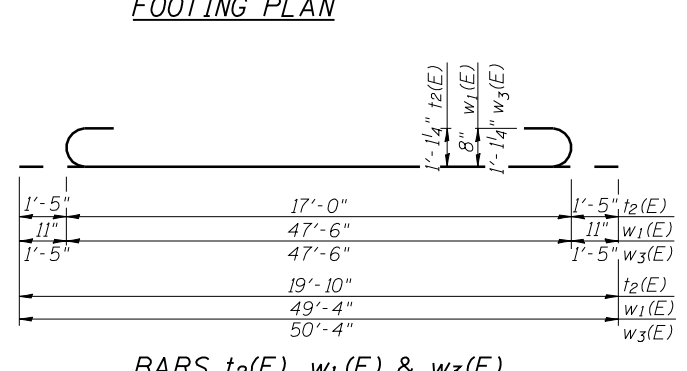 FOOTING PLAN
1'-1¼" t2(E)
8" w1(E)
1'-1¼" w3(E)
1'-5" 17'-0" 1'-5" t2(E)
11" 47'-6" 11" w1(E)
1'-5" 47'-6" 1'-5" w3(E)
19'-10" t2(E)
49'-4" w1(E)
50'-4" w3(E)
BARS t2(E), w1(E) & w3(E)